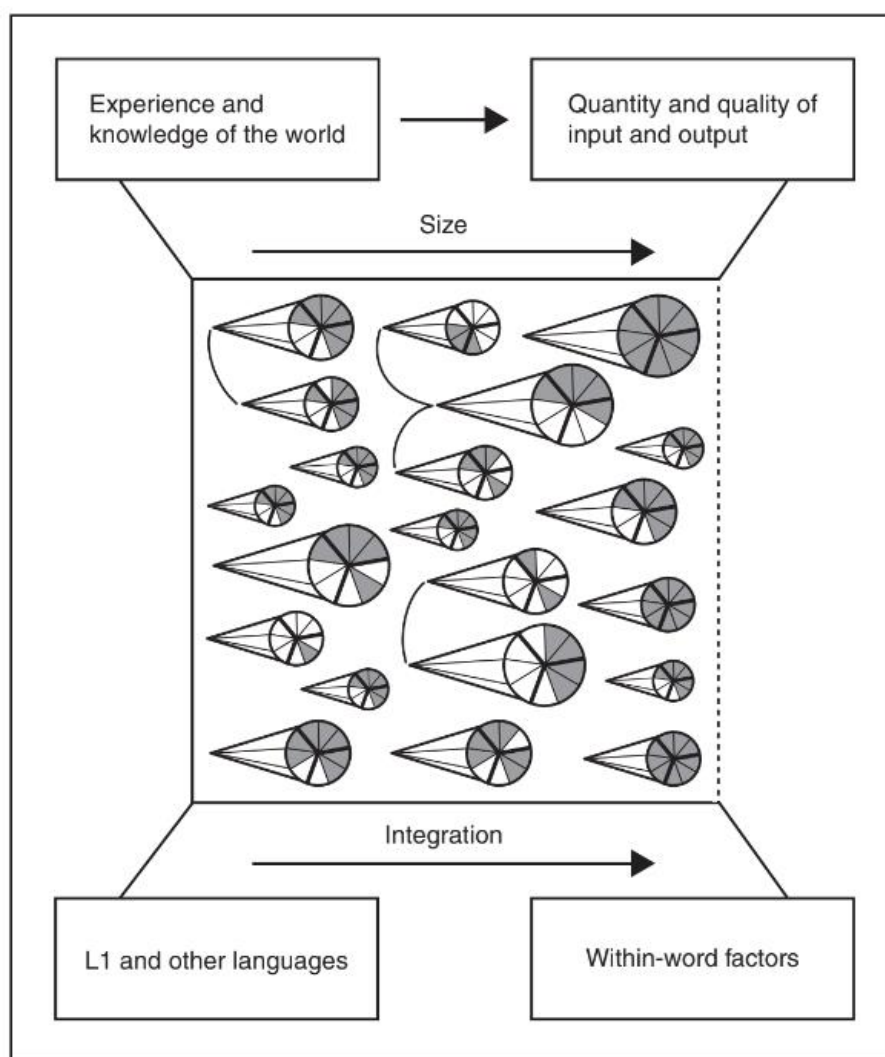 Experience and
knowledge of the world
Quantity and quality of
input and output
Size
Integration
L1 and other languages
Within-word factors